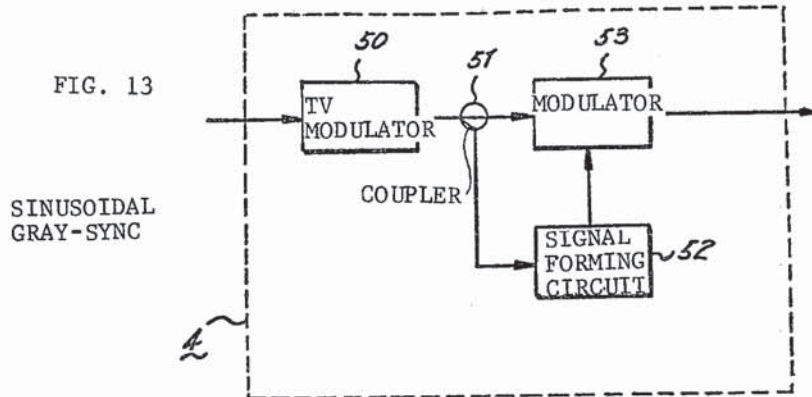 FIG. 13
50
51
53
TV
MODULATOR
MODULATOR
COUPLER
SINUSOIDAL
GRAY-SYNC
SIGNAL
FORMING
CIRCUIT
52
4